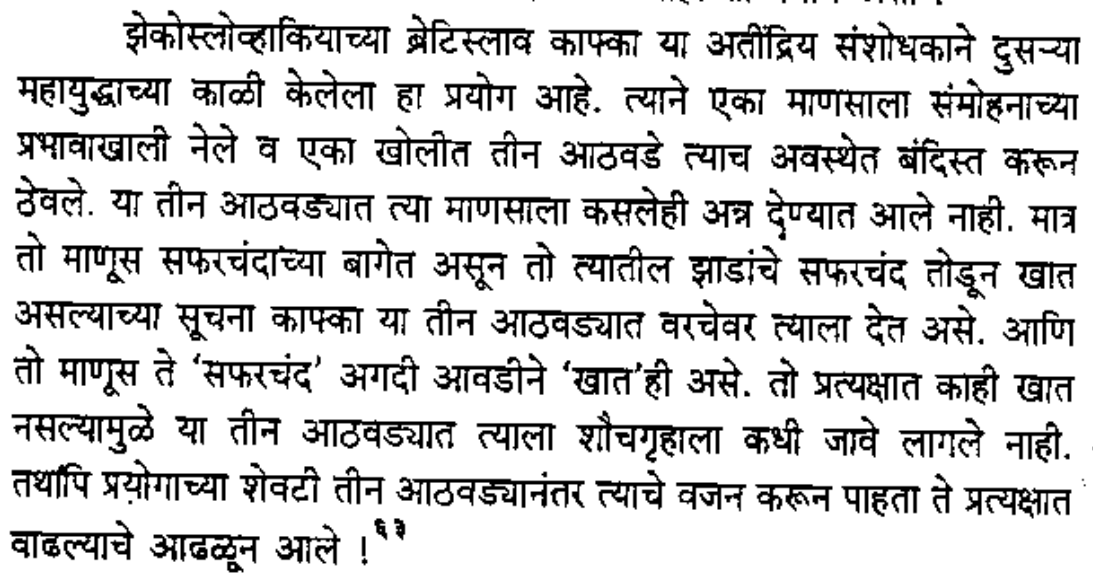 झेकोस्लोव्हाकियाच्या ब्रेटिस्लाव काफ्का या अतींद्रिय संशोधकाने दुसऱ्या
महायुद्धाच्या काळी केलेला हा प्रयोग आहे. त्याने एका माणसाला संमोहनाच्या
प्रभावाखाली नेले व एका खोलीत तीन आठवडे त्याच अवस्थेत बंदिस्त करून
ठेवले. या तीन आठवड्यात त्या माणसाला कसलेही अन्न देण्यात आले नाही. मात्र
तो माणूस सफरचंदांच्या बागेत असून तो त्यातील झाडांचे सफरचंद तोडून खात
असल्याच्या सूचना काफ्का या तीन आठवड्यात वरचेवर त्याला देत असे. आणि
तो माणूस ते ‘सफरचंद’ अगदी आवडीने ‘खात’ही असे. तो प्रत्यक्षात काही खात
नसल्यामुळे या तीन आठवड्यात त्याला शौचगृहाला कधी जावे लागले नाही.
तथापि प्रयोगाच्या शेवटी तीन आठवड्यानंतर त्याचे वजन करून पाहता ते प्रत्यक्षात
वाढल्याचे आढळून आले !६३